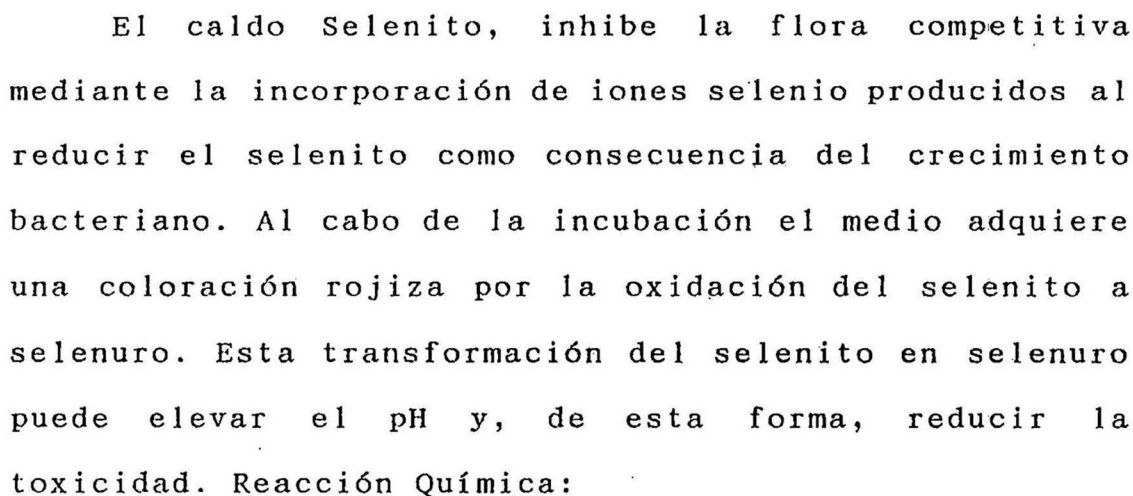 El caldo Selenito, inhibe la flora competitiva
mediante la incorporación de iones selenio producidos al
reducir el selenito como consecuencia del crecimiento
bacteriano. Al cabo de la incubación el medio adquiere
una coloración rojiza por la oxidación del selenito a
selenuro. Esta transformación del selenito en selenuro
puede elevar el pH y, de esta forma, reducir la
toxicidad. Reacción Química: